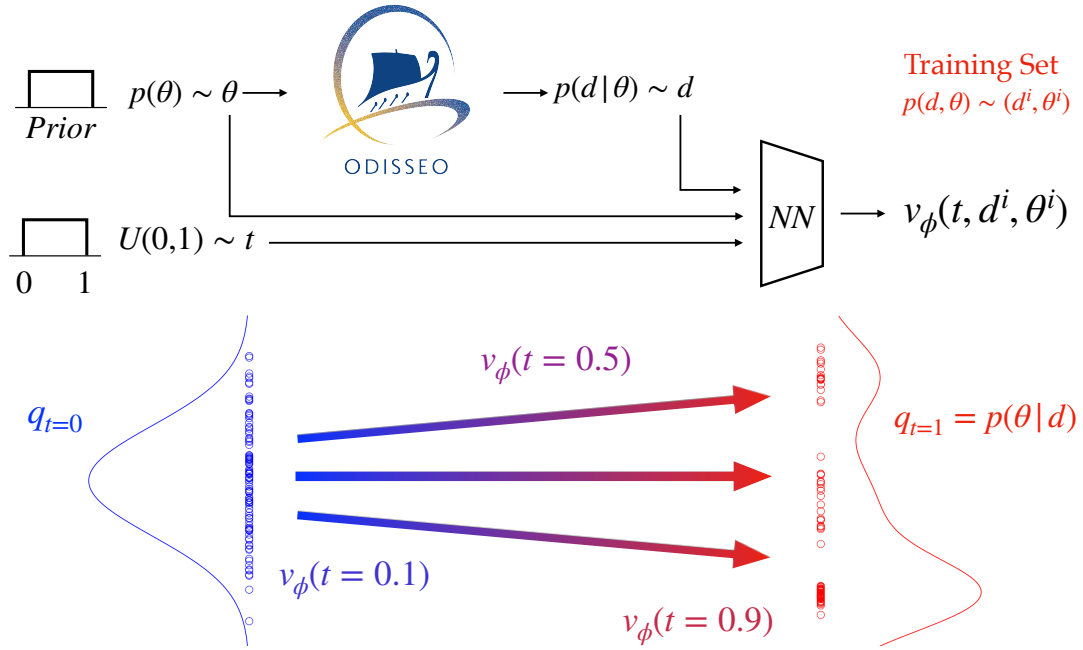 p(θ) ~ θ
p(d|θ) ~ d
Training Set
p(d, θ) ~ (d^i, θ^i)
Prior
ODISSEO
NN
v_ϕ(t, d^i, θ^i)
U(0,1) ~ t
0 1
v_ϕ(t = 0.5)
q_{t=0}
q_{t=1} = p(θ|d)
v_ϕ(t = 0.1)
v_ϕ(t = 0.9)